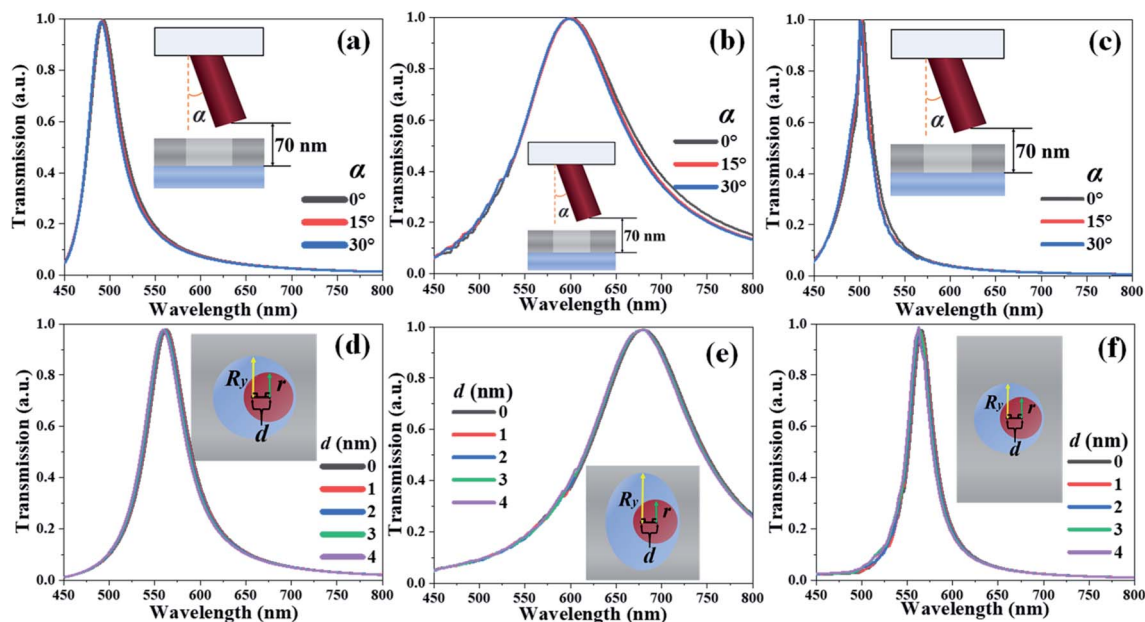 (a)
Transmission (a.u.)
1.0
0.8
0.6
0.4
0.2
0.0
α
70 nm
α
0°
15°
30°
450 500 550 600 650 700 750 800
Wavelength (nm)
(b)
Transmission (a.u.)
1.0
0.8
0.6
0.4
0.2
0.0
α
70 nm
α
0°
15°
30°
450 500 550 600 650 700 750 800
Wavelength (nm)
(c)
Transmission (a.u.)
1.0
0.8
0.6
0.4
0.2
0.0
α
70 nm
α
0°
15°
30°
450 500 550 600 650 700 750 800
Wavelength (nm)
(d)
Transmission (a.u.)
1.0
0.8
0.6
0.4
0.2
0.0
Ry
r
d
d (nm)
0
1
2
3
4
450 500 550 600 650 700 750 800
Wavelength (nm)
(e)
Transmission (a.u.)
1.0
0.8
0.6
0.4
0.2
0.0
d (nm)
0
1
2
3
4
Ry
r
d
450 500 550 600 650 700 750 800
Wavelength (nm)
(f)
Transmission (a.u.)
1.0
0.8
0.6
0.4
0.2
0.0
Ry
r
d
d (nm)
0
1
2
3
4
450 500 550 600 650 700 750 800
Wavelength (nm)